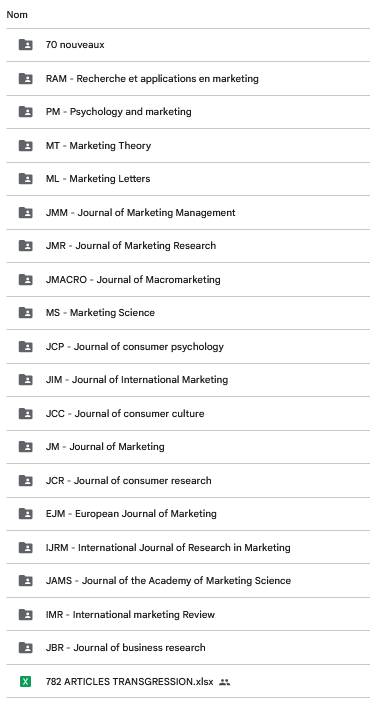 Nom
70 nouveaux
RAM - Recherche et applications en marketing
PM - Psychology and marketing
MT - Marketing Theory
ML - Marketing Letters
JMM - Journal of Marketing Management
JMR - Journal of Marketing Research
JMACRO - Journal of Macromarketing
MS - Marketing Science
JCP - Journal of consumer psychology
JIM - Journal of International Marketing
JCC - Journal of consumer culture
JM - Journal of Marketing
JCR - Journal of consumer research
EJM - European Journal of Marketing
IJRM - International Journal of Research in Marketing
JAMS - Journal of the Academy of Marketing Science
IMR - International marketing Review
JBR - Journal of business research
782 ARTICLES TRANSGRESSION.xlsx